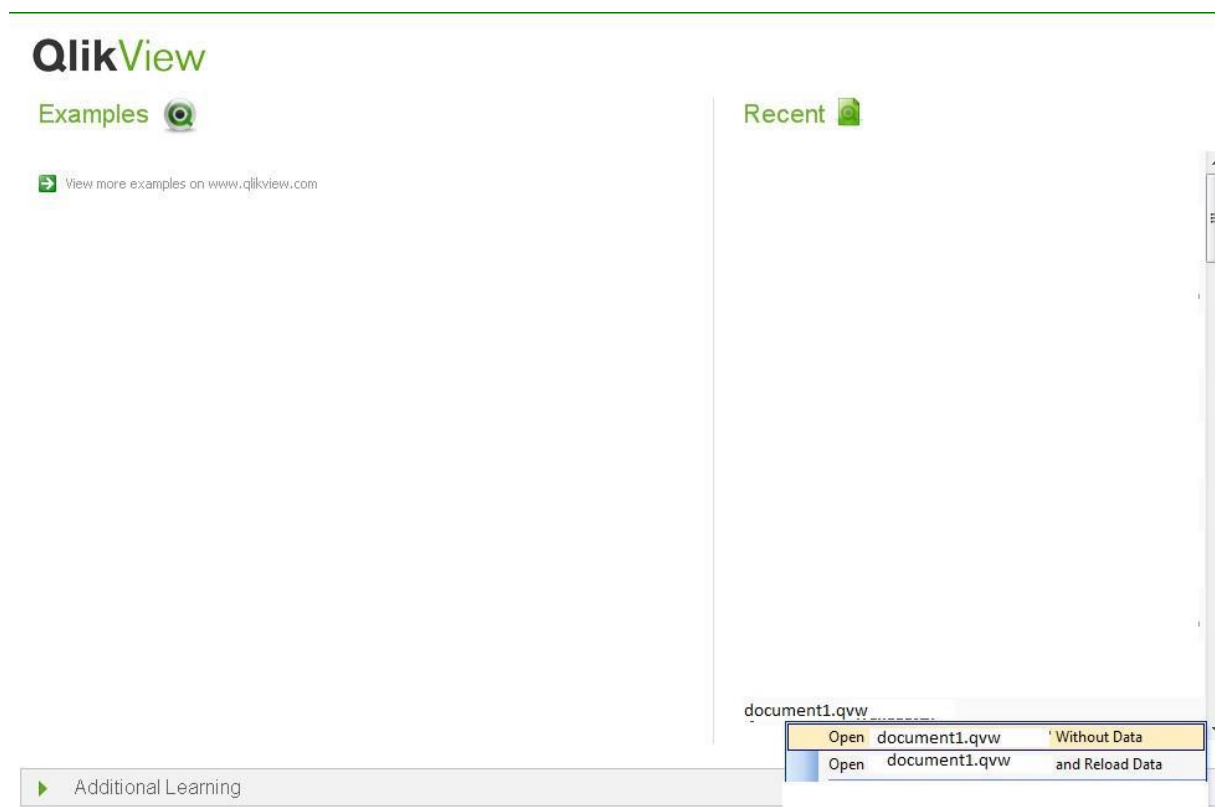 QlikView
Examples
Recent
View more examples on www.qlikview.com
document1.qvw
Open document1.qvw ' Without Data
Open document1.qvw and Reload Data
Additional Learning